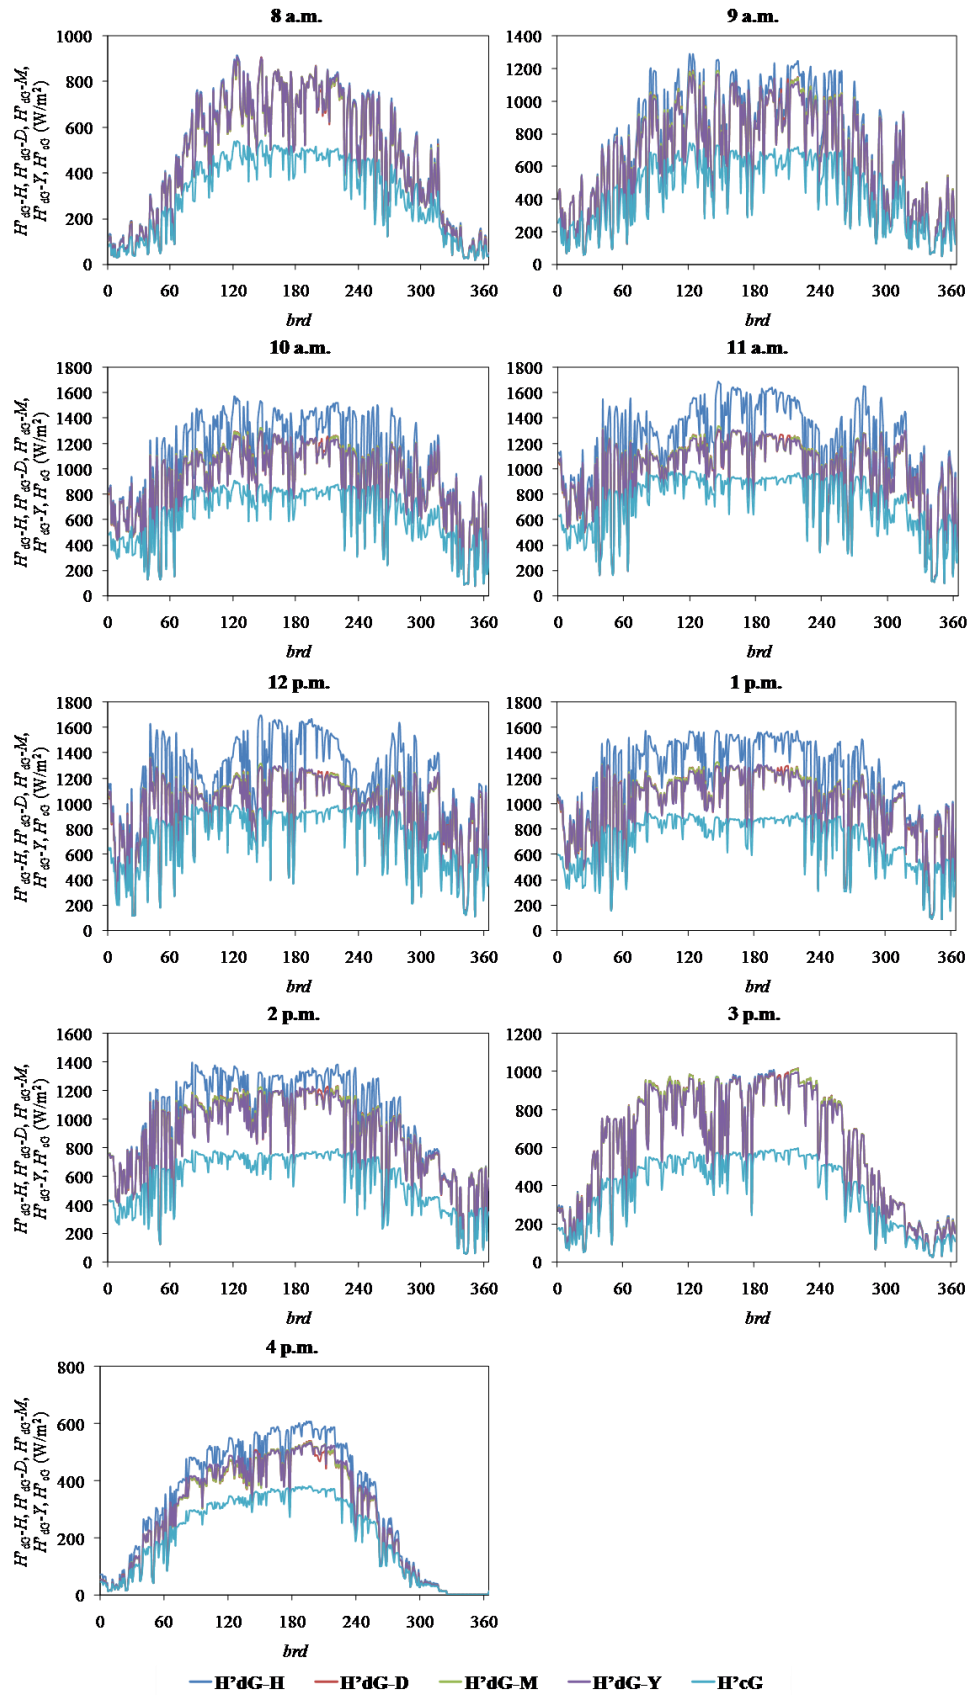 8 a.m.
H'dG-H, H'dG-D, H'dG-M,
H'dG-Y, H'cG (W/m²)
1000
800
600
400
200
0
0 60 120 180 240 300 360
brd
9 a.m.
1400
1200
1000
800
600
400
200
0
0 60 120 180 240 300 360
brd
10 a.m.
H'dG-H, H'dG-D, H'dG-M,
H'dG-Y, H'cG (W/m²)
1800
1600
1400
1200
1000
800
600
400
200
0
0 60 120 180 240 300 360
brd
11 a.m.
1800
1600
1400
1200
1000
800
600
400
200
0
0 60 120 180 240 300 360
brd
12 p.m.
H'dG-H, H'dG-D, H'dG-M,
H'dG-Y, H'cG (W/m²)
1800
1600
1400
1200
1000
800
600
400
200
0
0 60 120 180 240 300 360
brd
1 p.m.
1800
1600
1400
1200
1000
800
600
400
200
0
0 60 120 180 240 300 360
brd
2 p.m.
H'dG-H, H'dG-D, H'dG-M,
H'dG-Y, H'cG (W/m²)
1600
1400
1200
1000
800
600
400
200
0
0 60 120 180 240 300 360
brd
3 p.m.
1200
1000
800
600
400
200
0
0 60 120 180 240 300 360
brd
4 p.m.
H'dG-H, H'dG-D, H'dG-M,
H'dG-Y, H'cG (W/m²)
800
600
400
200
0
0 60 120 180 240 300 360
brd
H'dG-H H'dG-D H'dG-M H'dG-Y H'cG